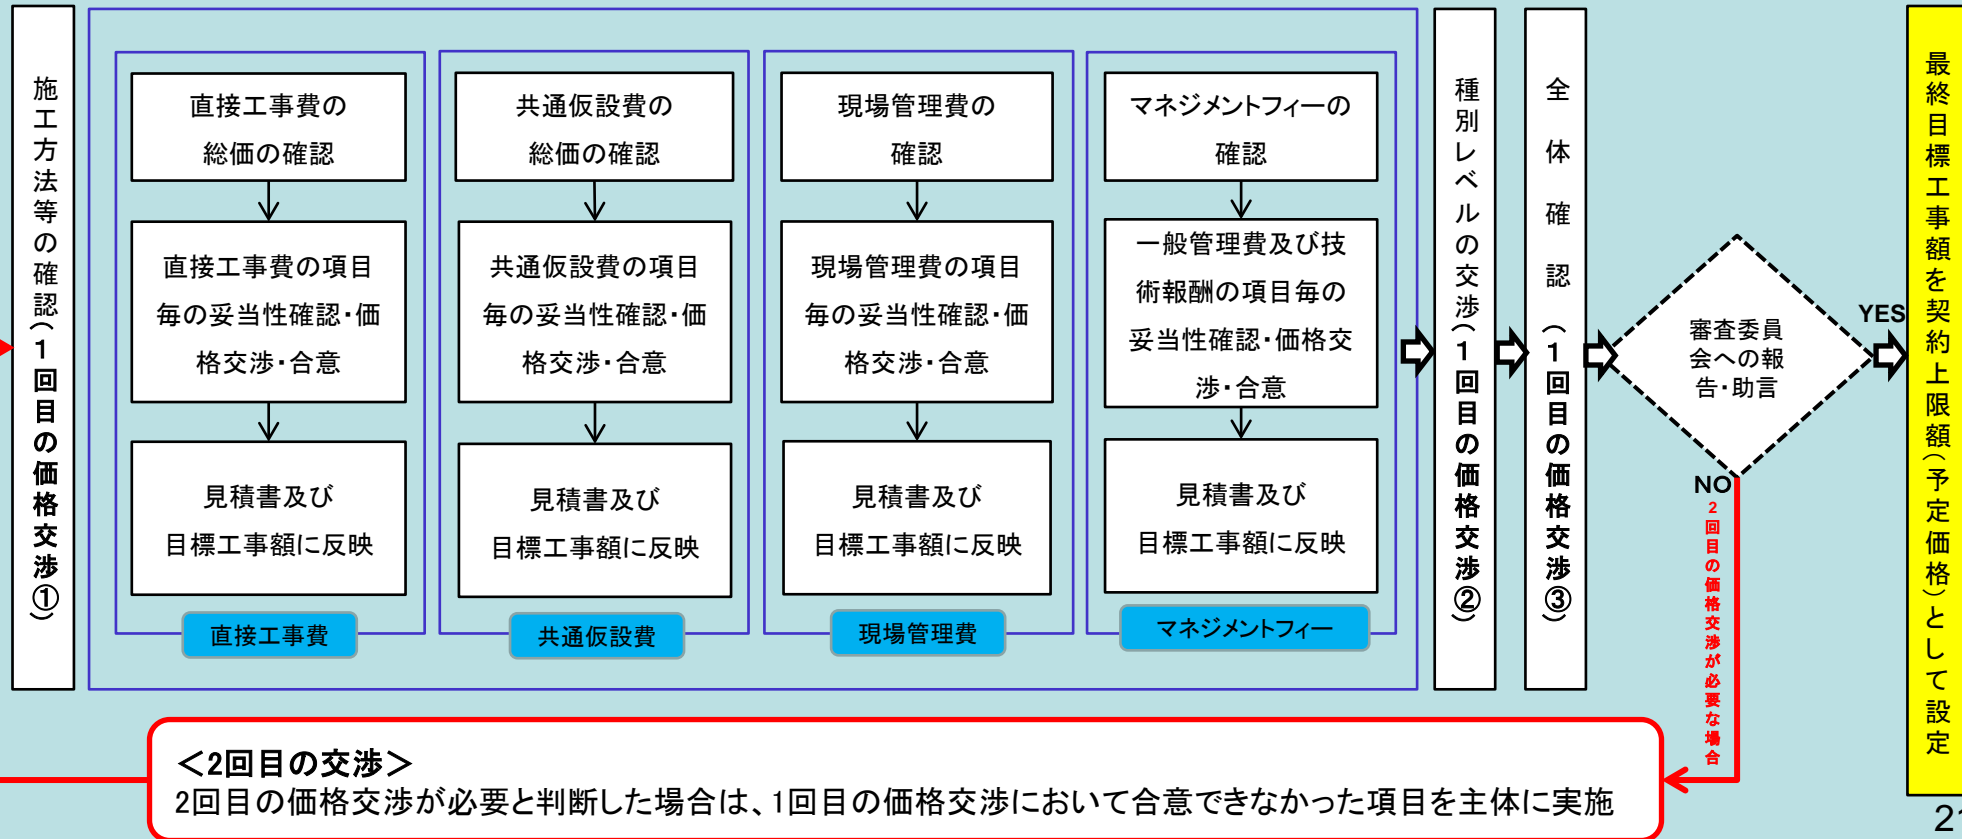 施工方法等の確認(1回目の価格交渉①)
直接工事費の
総価の確認
直接工事費の項目
毎の妥当性確認・価
格交渉・合意
見積書及び
目標工事額に反映
直接工事費
共通仮設費の
総価の確認
共通仮設費の項目
毎の妥当性確認・価
格交渉・合意
見積書及び
目標工事額に反映
共通仮設費
現場管理費の
確認
現場管理費の項目
毎の妥当性確認・価
格交渉・合意
見積書及び
目標工事額に反映
現場管理費
マネジメントフィーの
確認
一般管理費及び技
術報酬の項目毎の
妥当性確認・価格交
渉・合意
見積書及び
目標工事額に反映
マネジメントフィー
種別レベルの交渉(1回目の価格交渉②)
全体確認(1回目の価格交渉③)
審査委員
会への報
告・助言
YES
NO
2回目の価格交渉が必要な場合
最終目標工事額を契約上限額(予定価格)として設定
<2回目の交渉>
2回目の価格交渉が必要と判断した場合は、1回目の価格交渉において合意できなかった項目を主体に実施